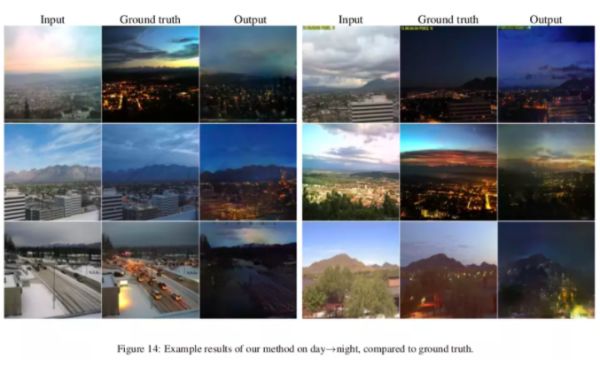 Input Ground truth Output Input Ground truth Output
Figure 14: Example results of our method on day→night, compared to ground truth.